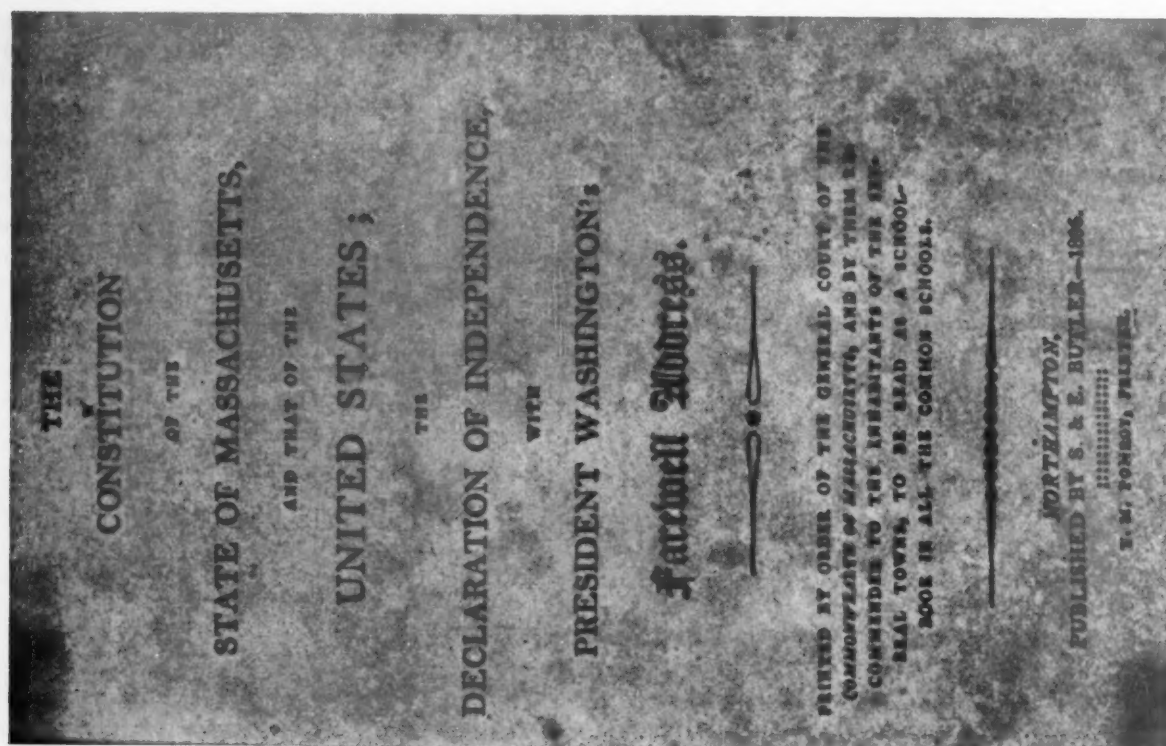 THE
CONSTITUTION
OF THE
STATE OF MASSACHUSETTS,
AND THAT OF THE
UNITED STATES;
THE
DECLARATION OF INDEPENDENCE,
WITH
PRESIDENT WASHINGTON's
Farewell Address.
PRINTED BY ORDER OF THE GENERAL COURT OF THE
COMMONWEALTH OF MASSACHUSETTS, AND BY THEM RE-
COMMENDED TO THE INHABITANTS OF THE SEV-
ERAL TOWNS, TO BE READ AS A SCHOOL-
BOOK IN ALL THE COMMON SCHOOLS.
NORTHAMPTON,
PUBLISHED BY S. & E. BUTLER—
T. M. POMROY, PRINTER.